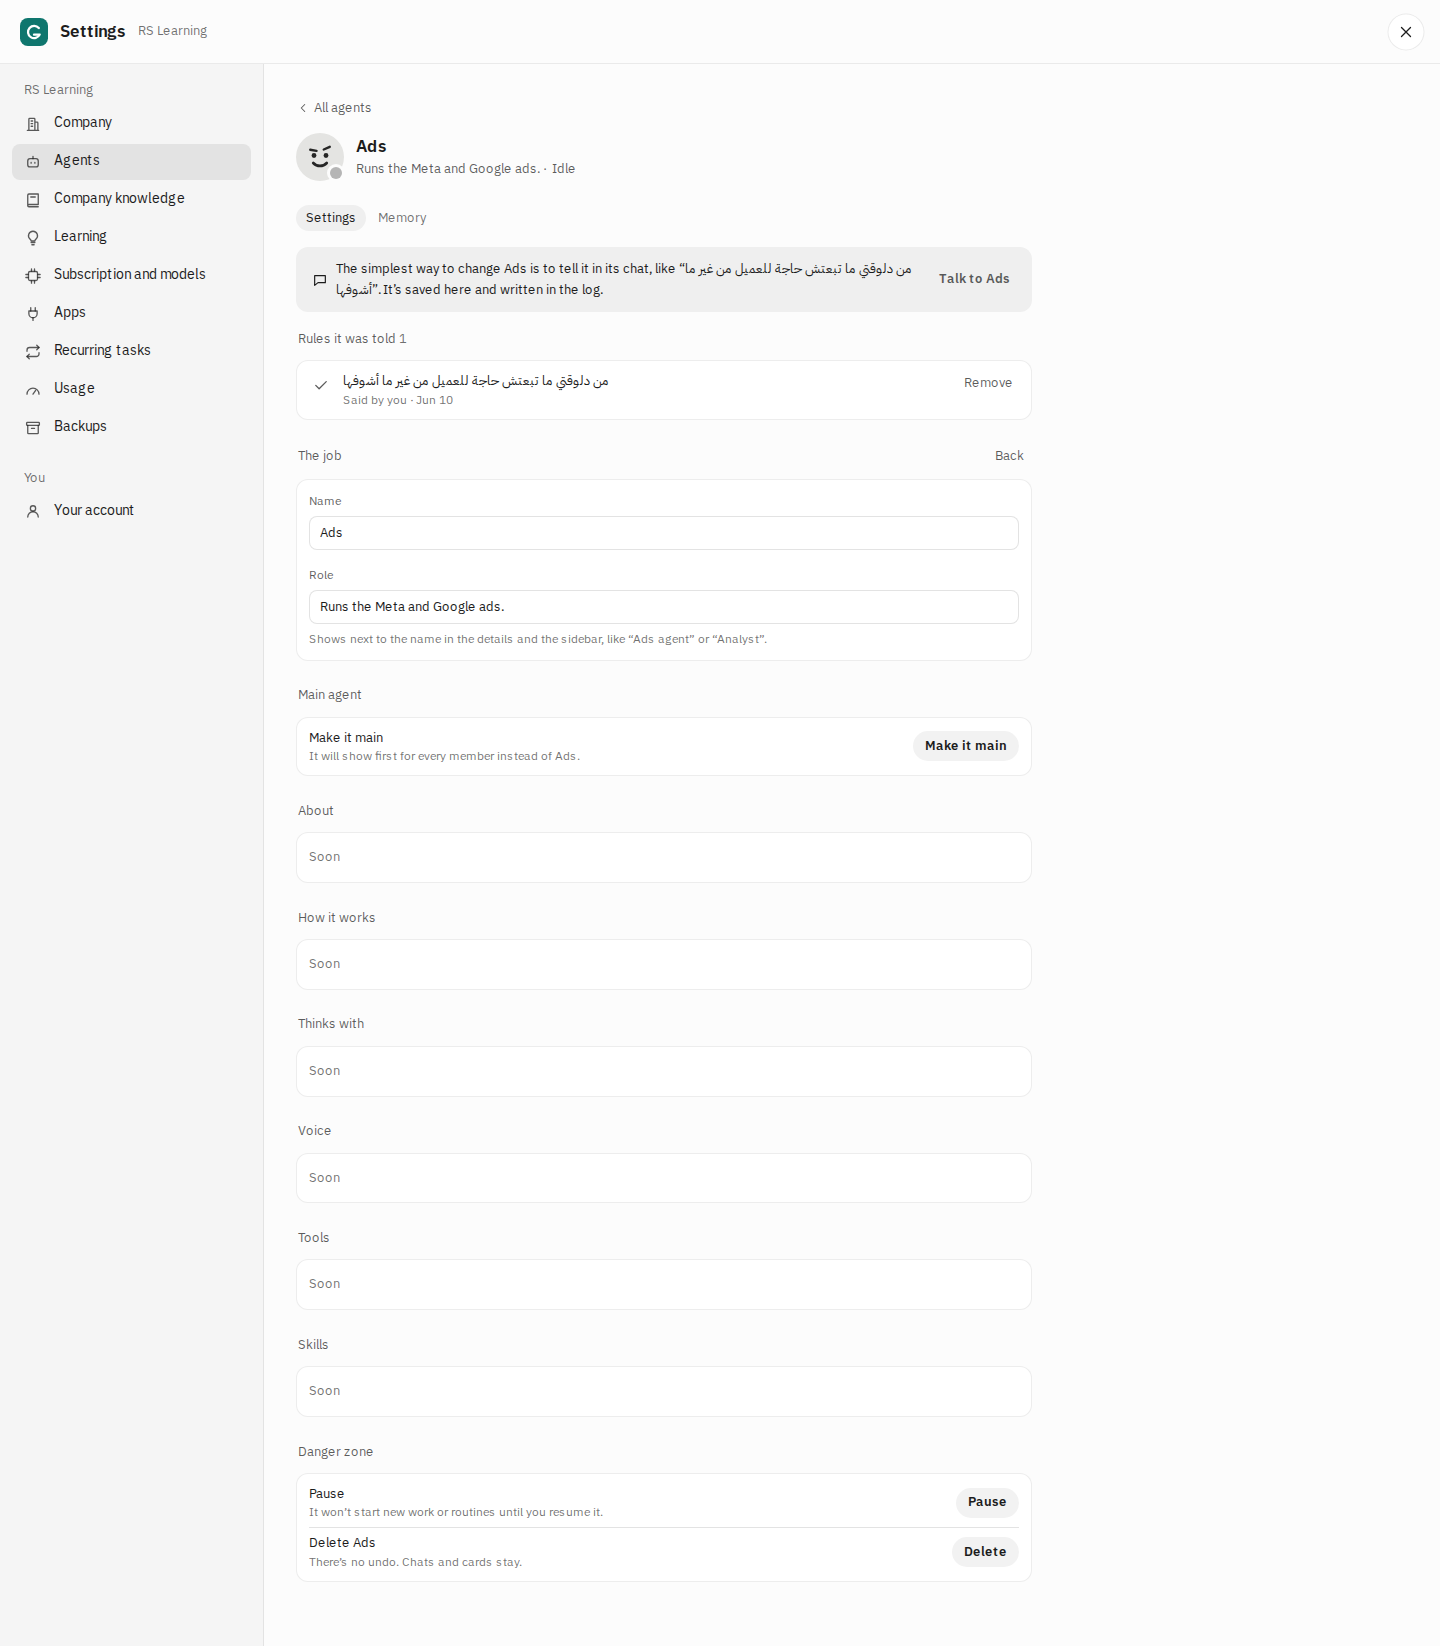 Settings RS Learning
RS Learning
Company
Agents
Company knowledge
Learning
Subscription and models
Apps
Recurring tasks
Usage
Backups
You
Your account
All agents
Ads
Runs the Meta and Google ads. · Idle
Settings Memory
The simplest way to change Ads is to tell it in its chat, like “من دلوقتي ما تبعتش حاجة للعميل من غير ما
أشوفها”. It’s saved here and written in the log.
Talk to Ads
Rules it was told 1
من دلوقتي ما تبعتش حاجة للعميل من غير ما أشوفها
Said by you · Jun 10
Remove
The job
Back
Name
Ads
Role
Runs the Meta and Google ads.
Shows next to the name in the details and the sidebar, like “Ads agent” or “Analyst”.
Main agent
Make it main
It will show first for every member instead of Ads.
Make it main
About
Soon
How it works
Soon
Thinks with
Soon
Voice
Soon
Tools
Soon
Skills
Soon
Danger zone
Pause
It won’t start new work or routines until you resume it.
Pause
Delete Ads
There’s no undo. Chats and cards stay.
Delete